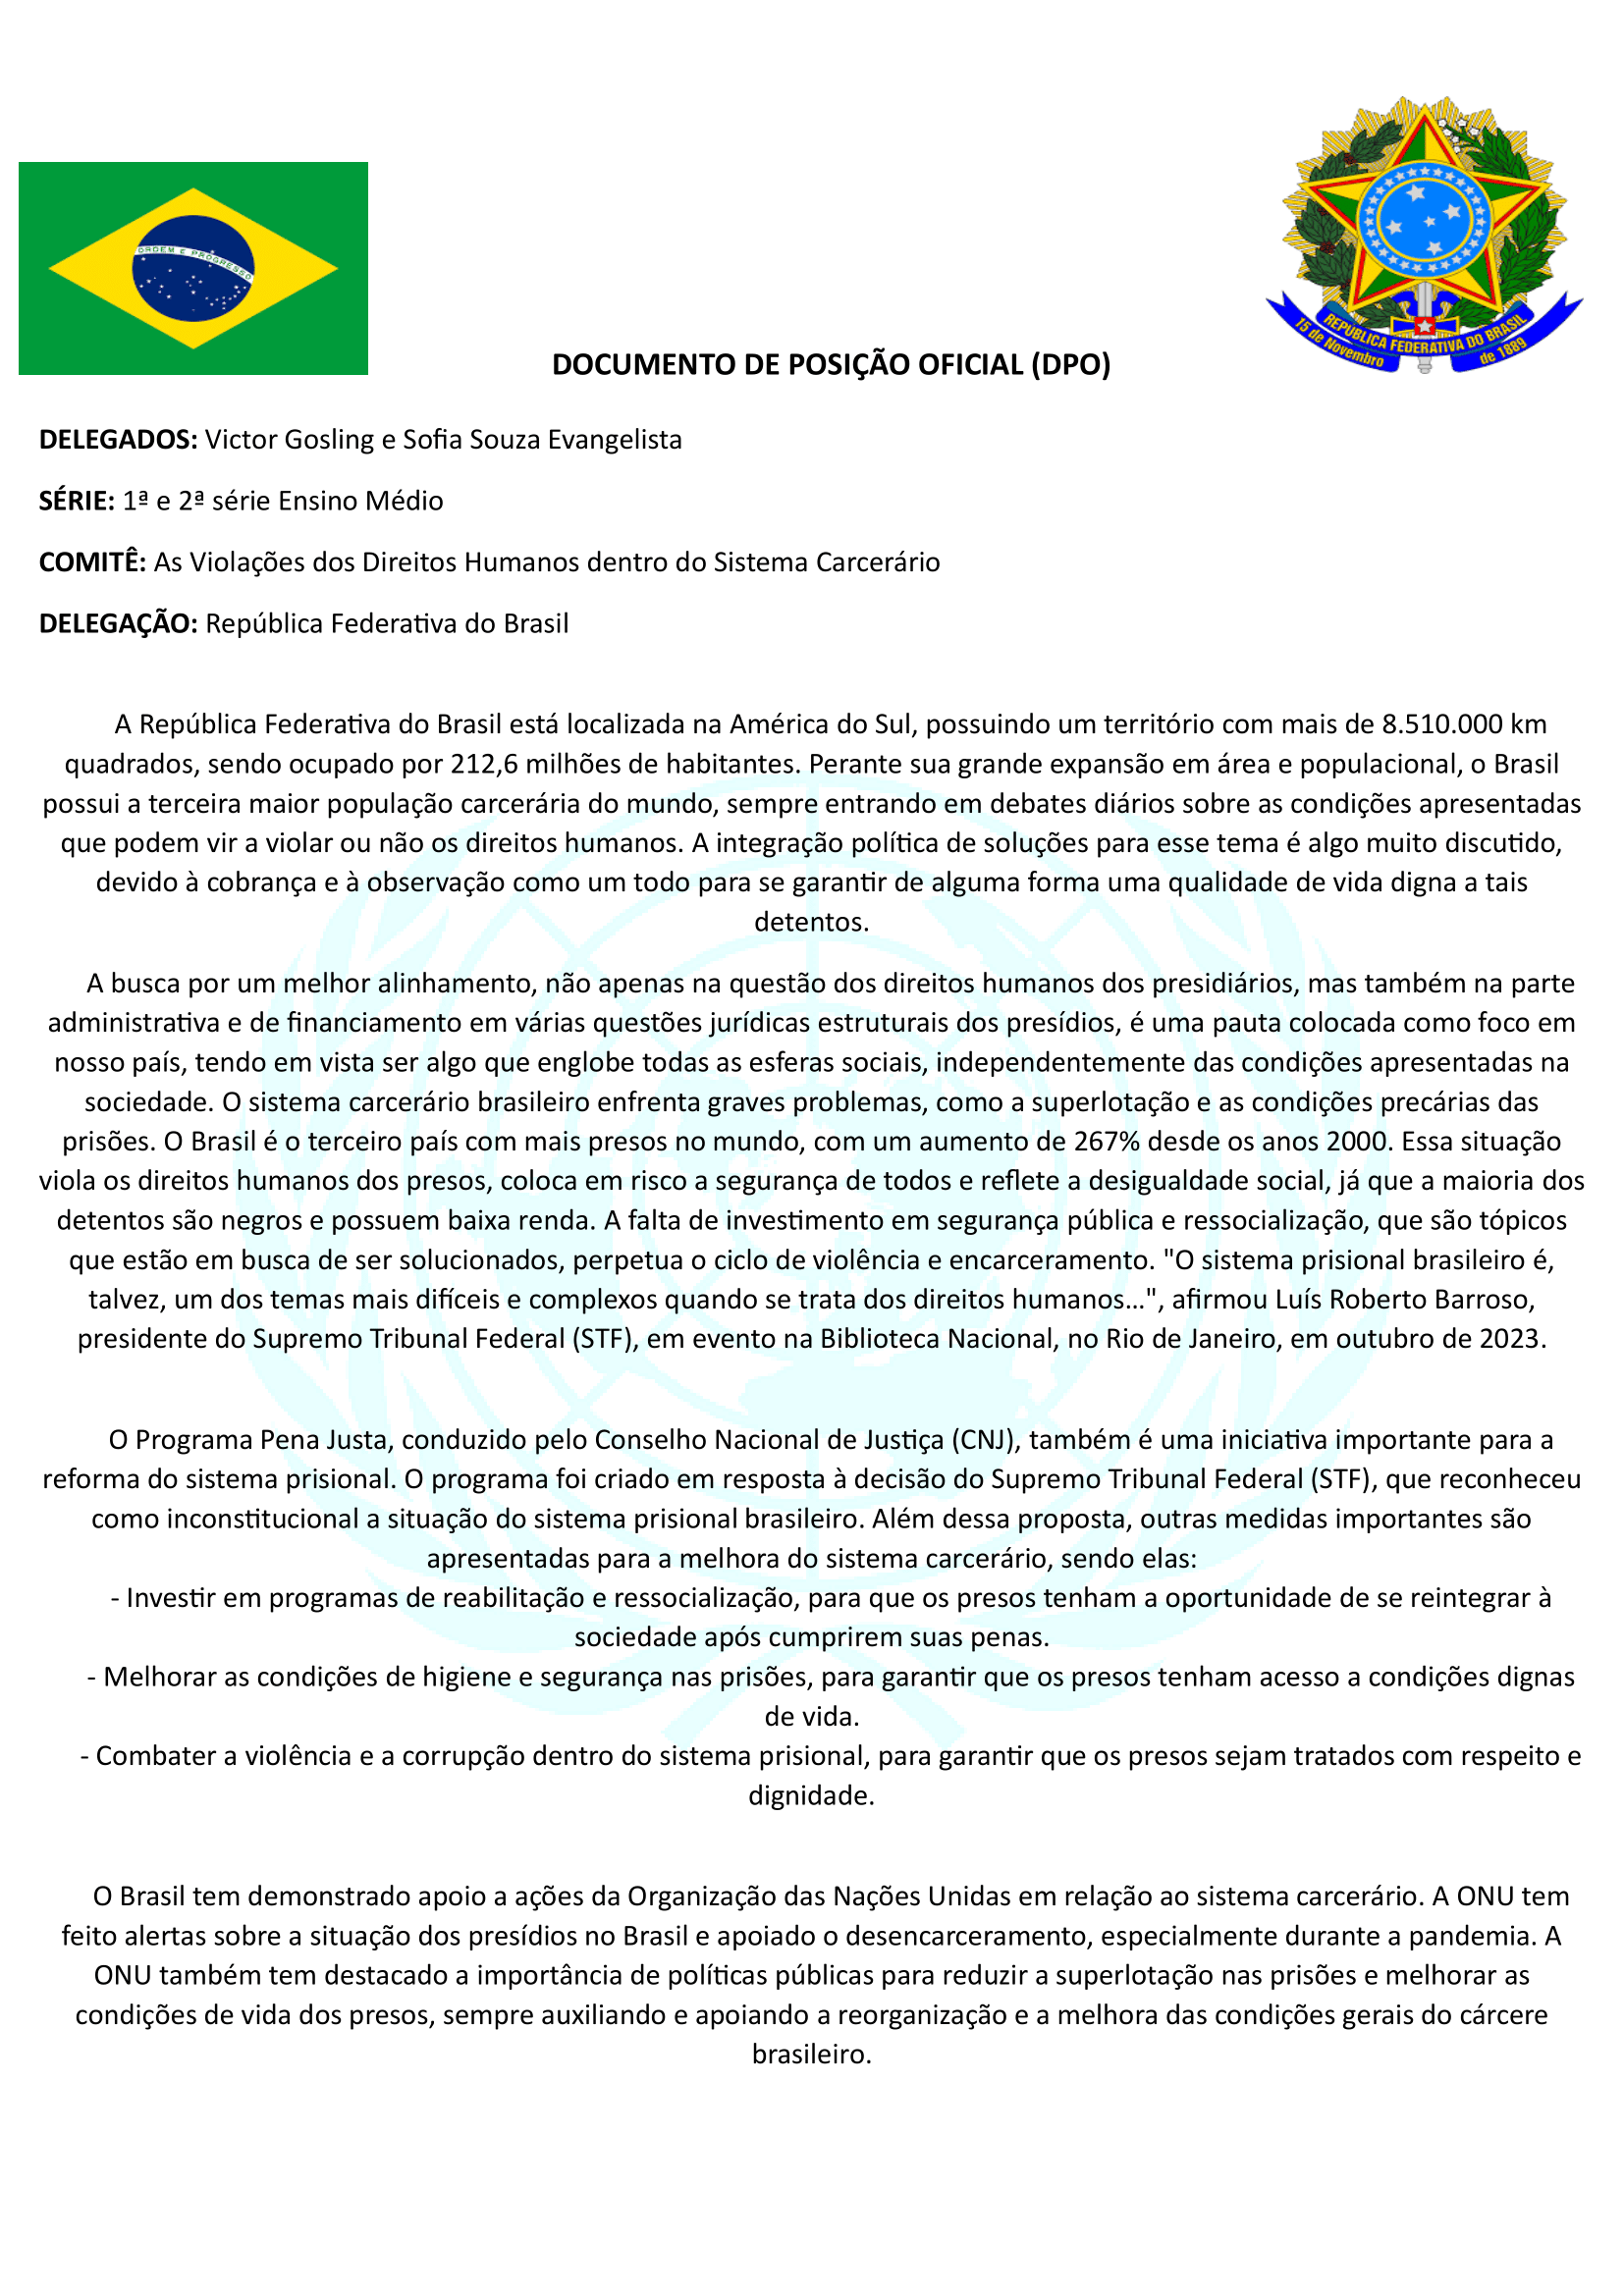 ORDEM E PROGRESSO
REPÚBLICA FEDERATIVA DO BRASIL
15 de Novembro
de 1889
DOCUMENTO DE POSIÇÃO OFICIAL (DPO)
DELEGADOS: Victor Gosling e Sofia Souza Evangelista
SÉRIE: 1ª e 2ª série Ensino Médio
COMITÊ: As Violações dos Direitos Humanos dentro do Sistema Carcerário
DELEGAÇÃO: República Federativa do Brasil
A República Federativa do Brasil está localizada na América do Sul, possuindo um território com mais de 8.510.000 km
quadrados, sendo ocupado por 212,6 milhões de habitantes. Perante sua grande expansão em área e populacional, o Brasil
possui a terceira maior população carcerária do mundo, sempre entrando em debates diários sobre as condições apresentadas
que podem vir a violar ou não os direitos humanos. A integração política de soluções para esse tema é algo muito discutido,
devido à cobrança e à observação como um todo para se garantir de alguma forma uma qualidade de vida digna a tais
detentos.
A busca por um melhor alinhamento, não apenas na questão dos direitos humanos dos presidiários, mas também na parte
administrativa e de financiamento em várias questões jurídicas estruturais dos presídios, é uma pauta colocada como foco em
nosso país, tendo em vista ser algo que englobe todas as esferas sociais, independentemente das condições apresentadas na
sociedade. O sistema carcerário brasileiro enfrenta graves problemas, como a superlotação e as condições precárias das
prisões. O Brasil é o terceiro país com mais presos no mundo, com um aumento de 267% desde os anos 2000. Essa situação
viola os direitos humanos dos presos, coloca em risco a segurança de todos e reflete a desigualdade social, já que a maioria dos
detentos são negros e possuem baixa renda. A falta de investimento em segurança pública e ressocialização, que são tópicos
que estão em busca de ser solucionados, perpetua o ciclo de violência e encarceramento. "O sistema prisional brasileiro é,
talvez, um dos temas mais difíceis e complexos quando se trata dos direitos humanos…", afirmou Luís Roberto Barroso,
presidente do Supremo Tribunal Federal (STF), em evento na Biblioteca Nacional, no Rio de Janeiro, em outubro de 2023.
O Programa Pena Justa, conduzido pelo Conselho Nacional de Justiça (CNJ), também é uma iniciativa importante para a
reforma do sistema prisional. O programa foi criado em resposta à decisão do Supremo Tribunal Federal (STF), que reconheceu
como inconstitucional a situação do sistema prisional brasileiro. Além dessa proposta, outras medidas importantes são
apresentadas para a melhora do sistema carcerário, sendo elas:
- Investir em programas de reabilitação e ressocialização, para que os presos tenham a oportunidade de se reintegrar à
sociedade após cumprirem suas penas.
- Melhorar as condições de higiene e segurança nas prisões, para garantir que os presos tenham acesso a condições dignas
de vida.
- Combater a violência e a corrupção dentro do sistema prisional, para garantir que os presos sejam tratados com respeito e
dignidade.
O Brasil tem demonstrado apoio a ações da Organização das Nações Unidas em relação ao sistema carcerário. A ONU tem
feito alertas sobre a situação dos presídios no Brasil e apoiado o desencarceramento, especialmente durante a pandemia. A
ONU também tem destacado a importância de políticas públicas para reduzir a superlotação nas prisões e melhorar as
condições de vida dos presos, sempre auxiliando e apoiando a reorganização e a melhora das condições gerais do cárcere
brasileiro.